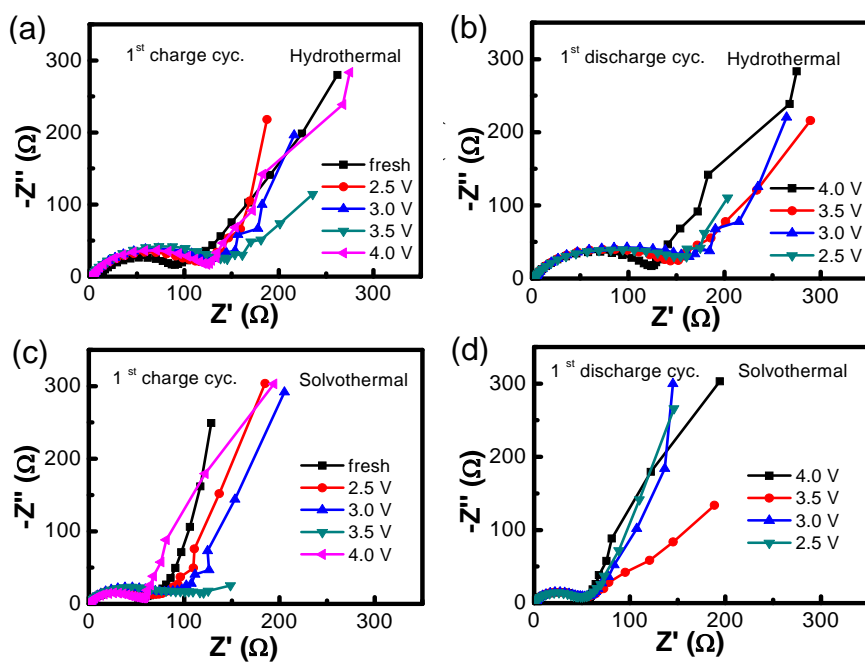 (a)
1st charge cyc. Hydrothermal
300
200
100
0
-Z'' (Ω)
fresh
2.5 V
3.0 V
3.5 V
4.0 V
0 100 200 300
Z' (Ω)
(b)
1st discharge cyc. Hydrothermal
300
200
100
0
-Z'' (Ω)
4.0 V
3.5 V
3.0 V
2.5 V
0 100 200 300
Z' (Ω)
(c)
1st charge cyc. Solvothermal
300
200
100
0
-Z'' (Ω)
fresh
2.5 V
3.0 V
3.5 V
4.0 V
0 100 200 300
Z' (Ω)
(d)
1 st discharge cyc. Solvothermal
300
200
100
0
-Z'' (Ω)
4.0 V
3.5 V
3.0 V
2.5 V
0 100 200 300
Z' (Ω)